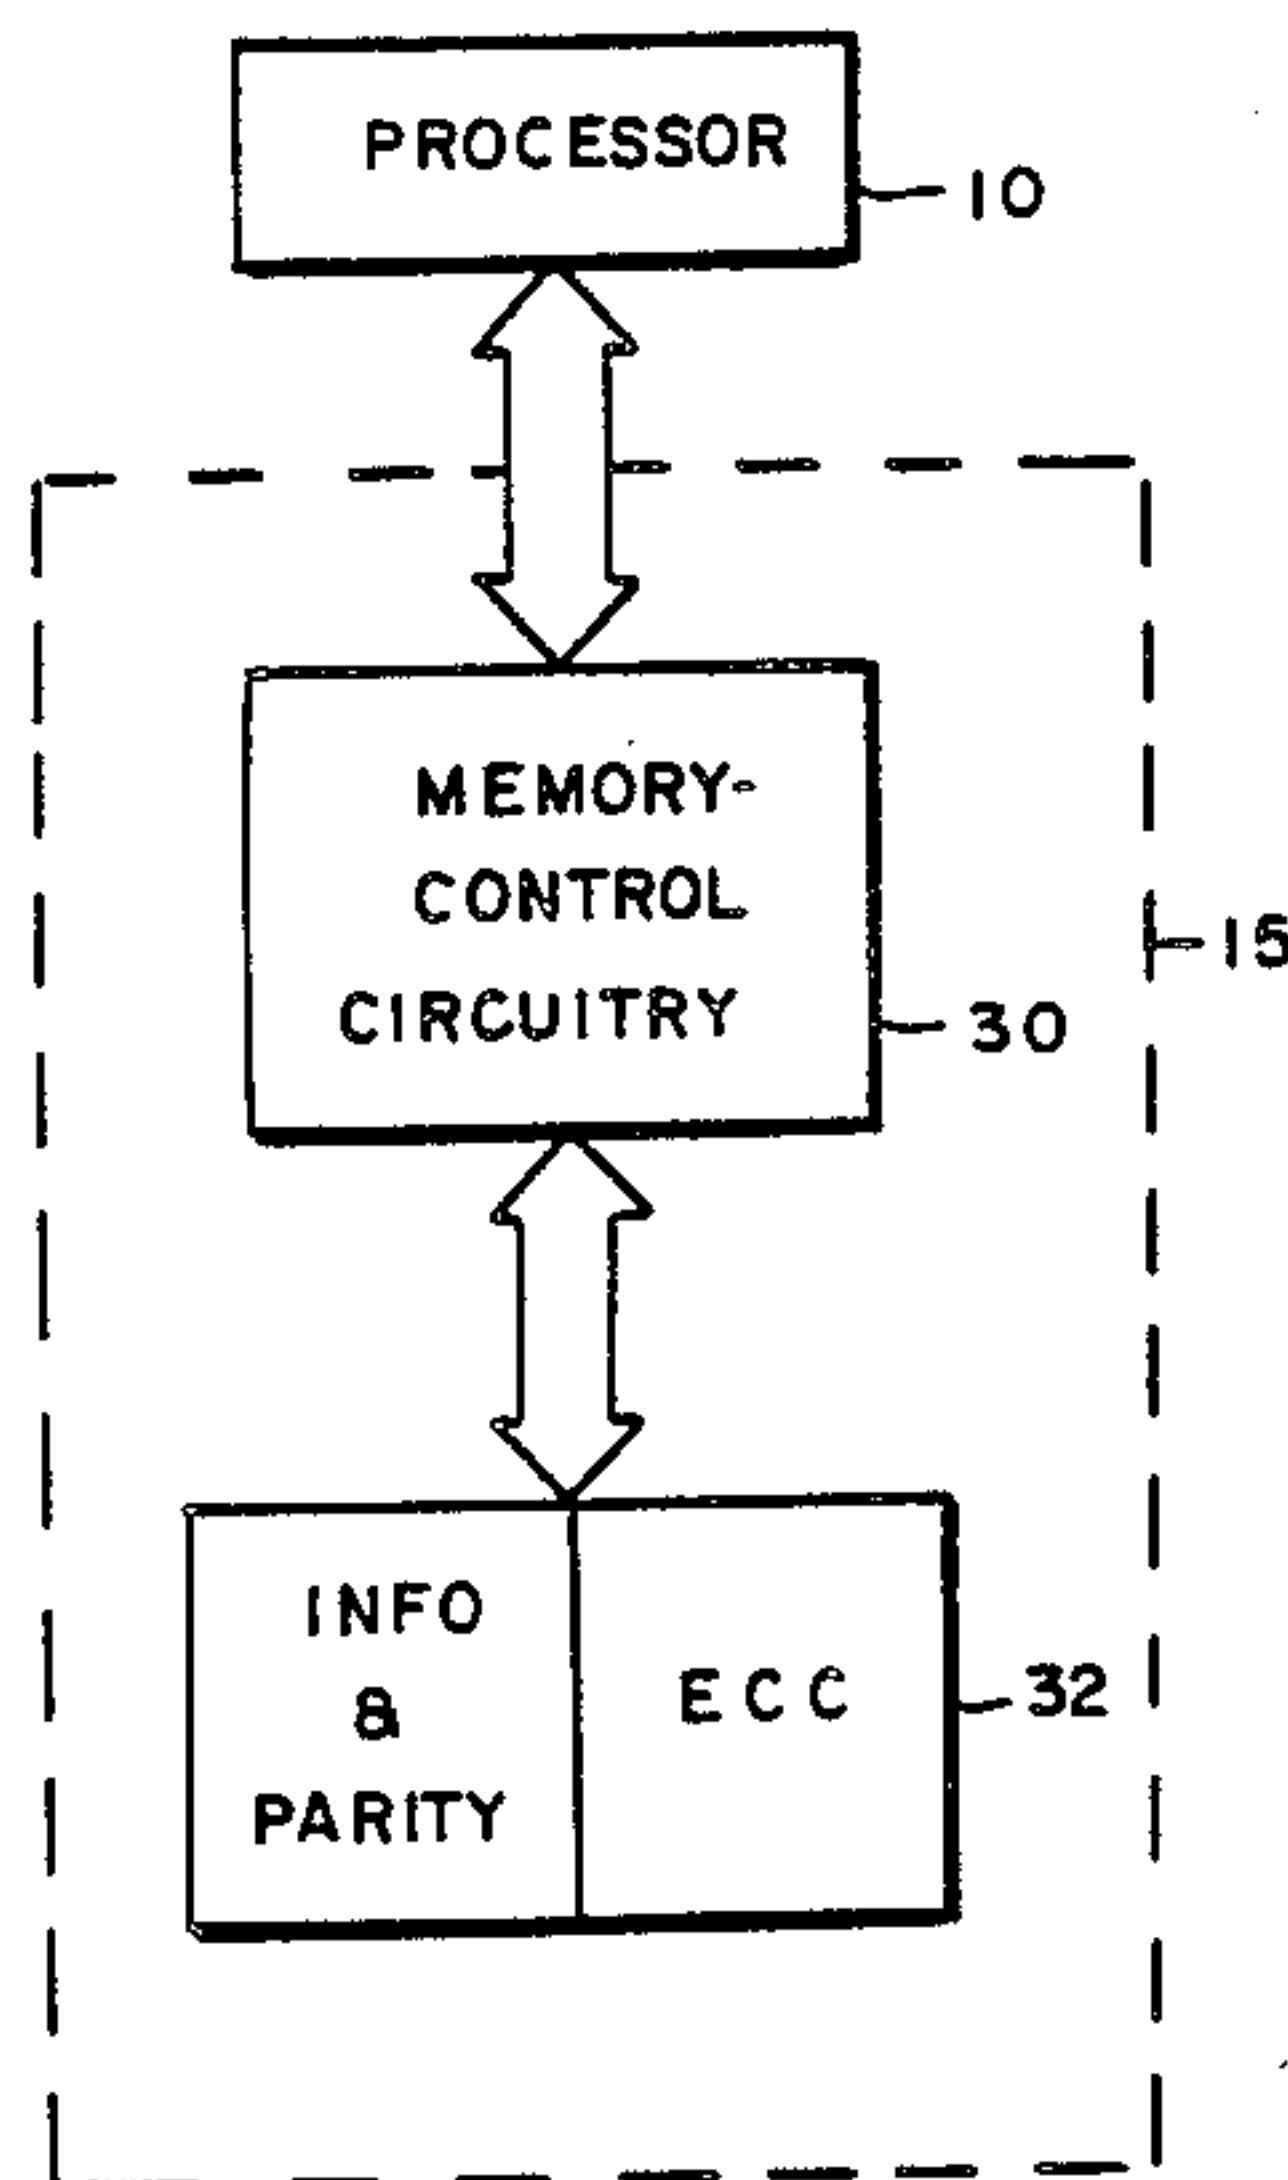 PROCESSOR
10
MEMORY-
CONTROL
CIRCUITRY
15
30
INFO
&
PARITY
ECC
32